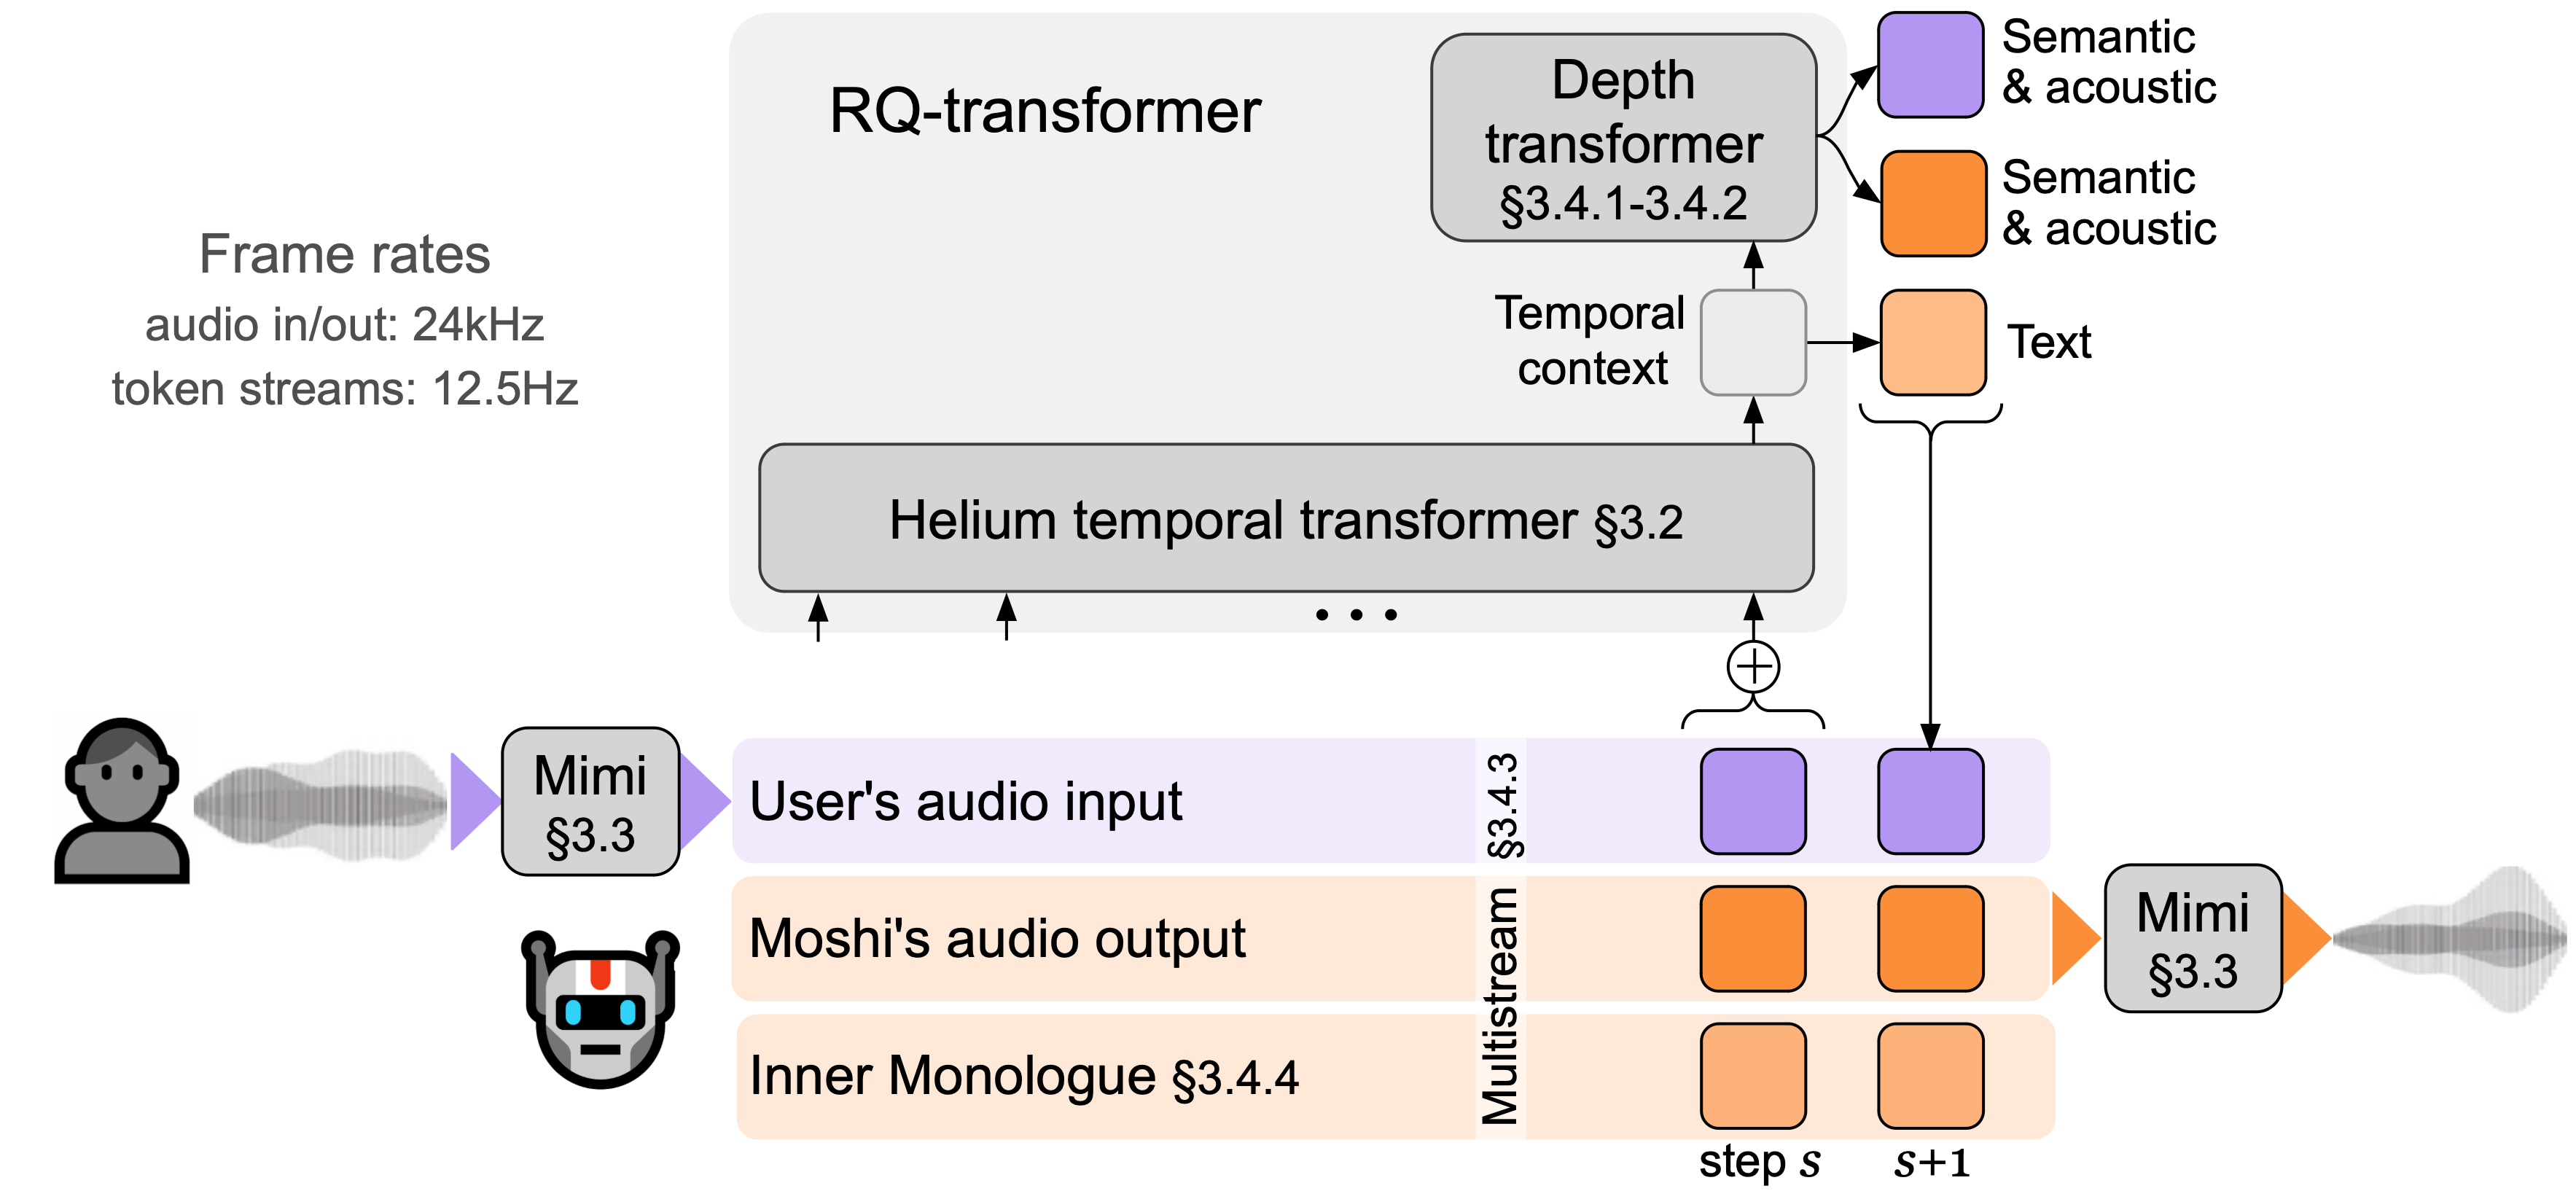 RQ-transformer
Depth
transformer
§3.4.1-3.4.2
Semantic
& acoustic
Semantic
& acoustic
Frame rates
audio in/out: 24kHz
token streams: 12.5Hz
Temporal
context
Text
Helium temporal transformer §3.2
...
Mimi
§3.3
User's audio input
Moshi's audio output
Inner Monologue §3.4.4
Multistream §3.4.3
Mimi
§3.3
step s
s+1